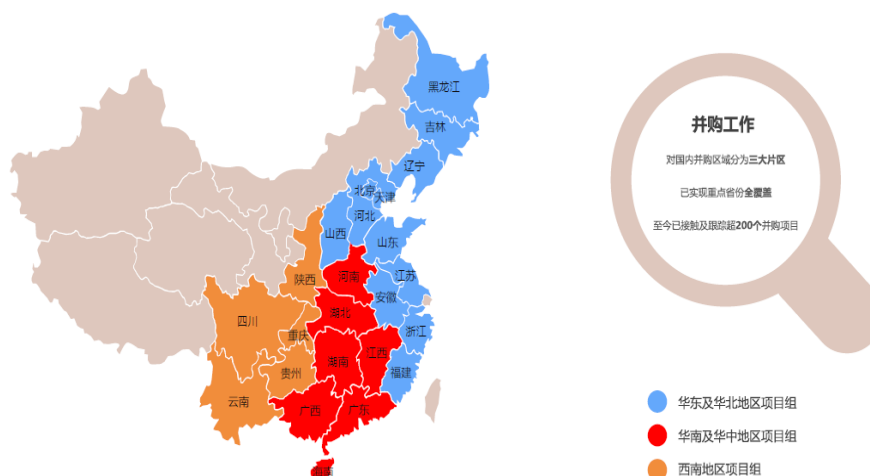 黑龙江
吉林
辽宁
北京
天津
河北
山西
山东
陕西
河南
江苏
安徽
湖北
四川
重庆
浙江
湖南
江西
贵州
福建
云南
广西
广东
海南
并购工作
对国内并购区域分为三大片区
已实现重点省份全覆盖
至今已接触及跟踪超200个并购项目
华东及华北地区项目组
华南及华中地区项目组
西南地区项目组